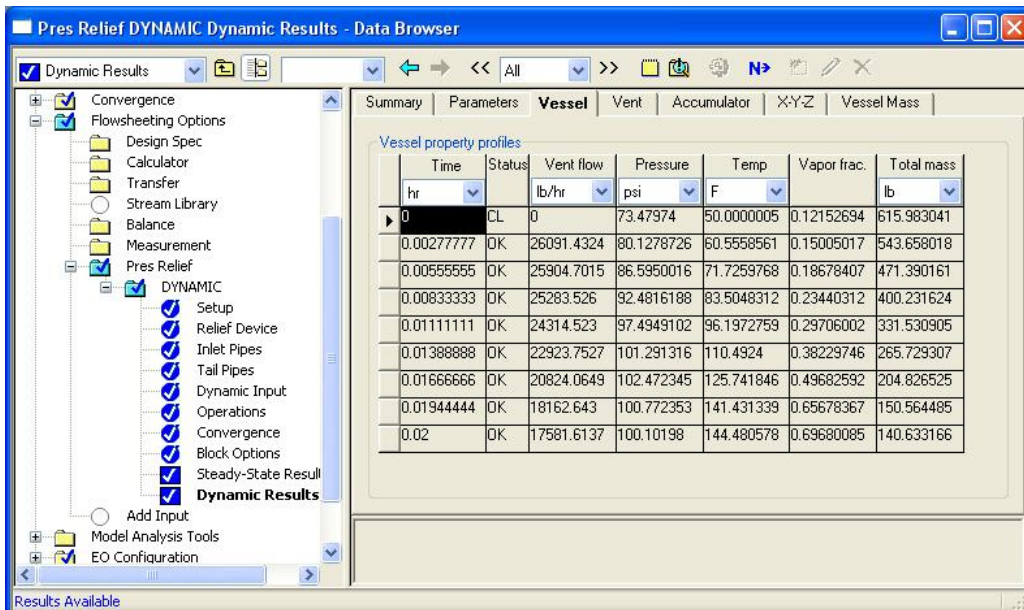 Pres Relief DYNAMIC Dynamic Results - Data Browser
Dynamic Results << All >> N
Convergence
Flowsheeting Options
Design Spec
Calculator
Transfer
Stream Library
Balance
Measurement
Pres Relief
DYNAMIC
Setup
Relief Device
Inlet Pipes
Tail Pipes
Dynamic Input
Operations
Convergence
Block Options
Steady-State Result
Dynamic Results
Add Input
Model Analysis Tools
EO Configuration
Summary Parameters Vessel Vent Accumulator X-Y-Z Vessel Mass
Vessel property profiles
Time Status Vent flow Pressure Temp Vapor frac. Total mass
hr lb/hr psi F lb
0 CL 0 73.47974 50.0000005 0.12152694 615.983041
0.00277777 OK 26091.4324 80.1278726 60.5558561 0.15005017 543.658018
0.00555555 OK 25904.7015 86.5950016 71.7259768 0.18678407 471.390161
0.00833333 OK 25283.526 92.4816188 83.5048312 0.23440312 400.231624
0.01111111 OK 24314.523 97.4949102 96.1972759 0.29706002 331.530905
0.01388888 OK 22923.7527 101.291316 110.4924 0.38229746 265.729307
0.01666666 OK 20824.0649 102.472345 125.741846 0.49682592 204.826525
0.01944444 OK 18162.643 100.772353 141.431339 0.65678367 150.564485
0.02 OK 17581.6137 100.10198 144.480578 0.69680085 140.633166
Results Available